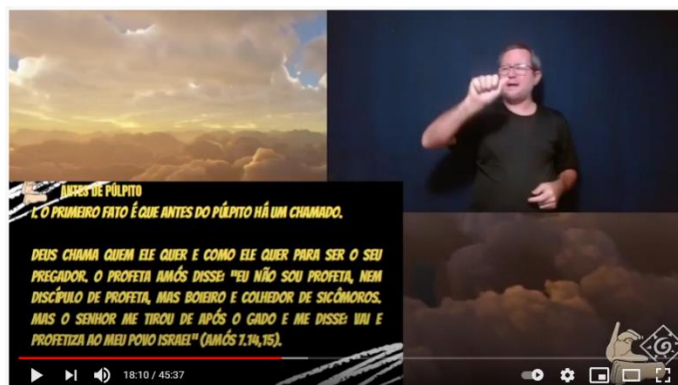 ANTES DE PÚLPITO
I. O PRIMEIRO FATO É QUE ANTES DO PÚLPITO HÁ UM CHAMADO.
DEUS CHAMA QUEM ELE QUER E COMO ELE QUER PARA SER O SEU
PREGADOR. O PROFETA AMÓS DISSE: "EU NÃO SOU PROFETA, NEM
DISCÍPULO DE PROFETA, MAS BOIEIRO E COLHEDOR DE SICÔMOROS.
MAS O SENHOR ME TIROU DE APÓS O GADO E ME DISSE: VAI E
PROFETIZA AO MEU POVO ISRAEL" (AMÓS 7.14,15).
18:10 / 45:37